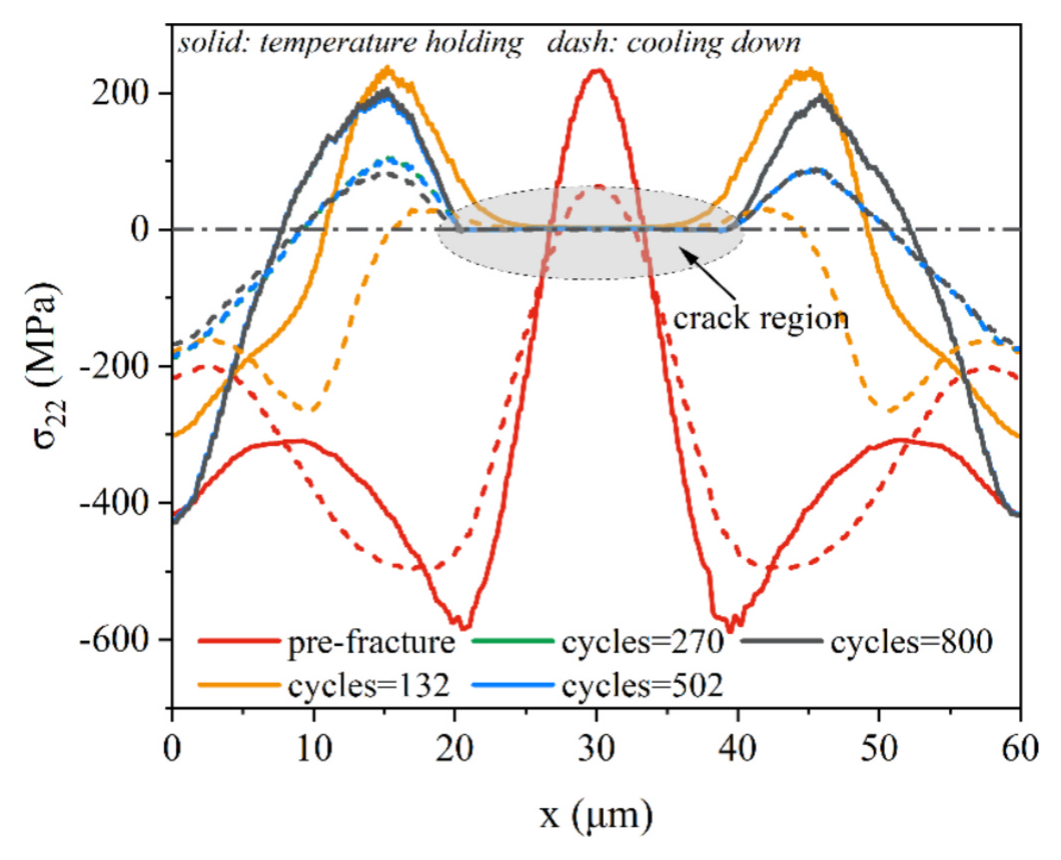 solid: temperature holding dash: cooling down
200
0
-200
-400
-600
σ22 (MPa)
crack region
pre-fracture
cycles=270
cycles=800
cycles=132
cycles=502
0 10 20 30 40 50 60
x (μm)